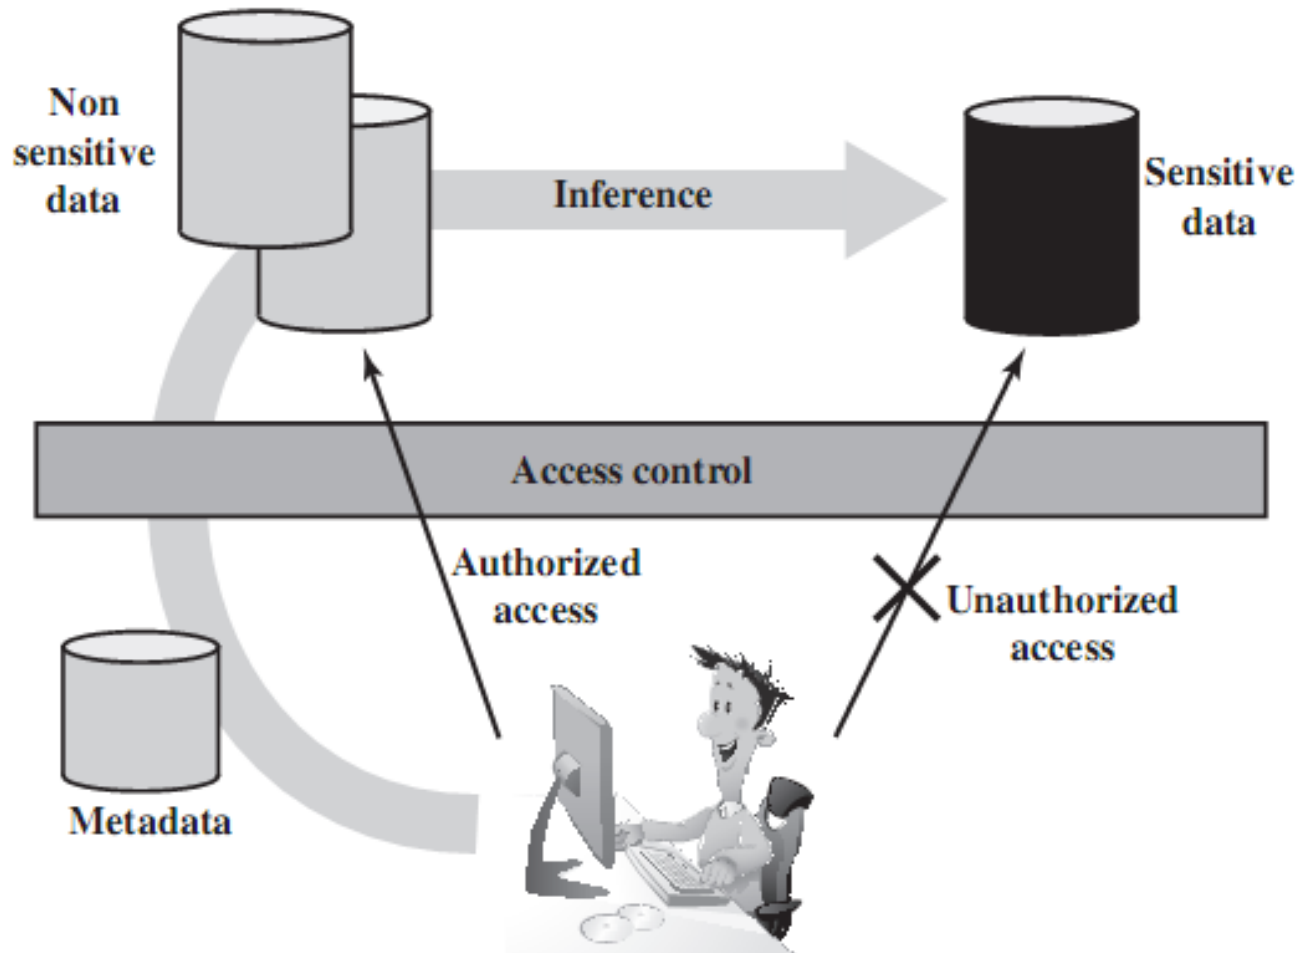 Non
sensitive
data
Inference
Sensitive
data
Access control
Authorized
access
Unauthorized
access
Metadata